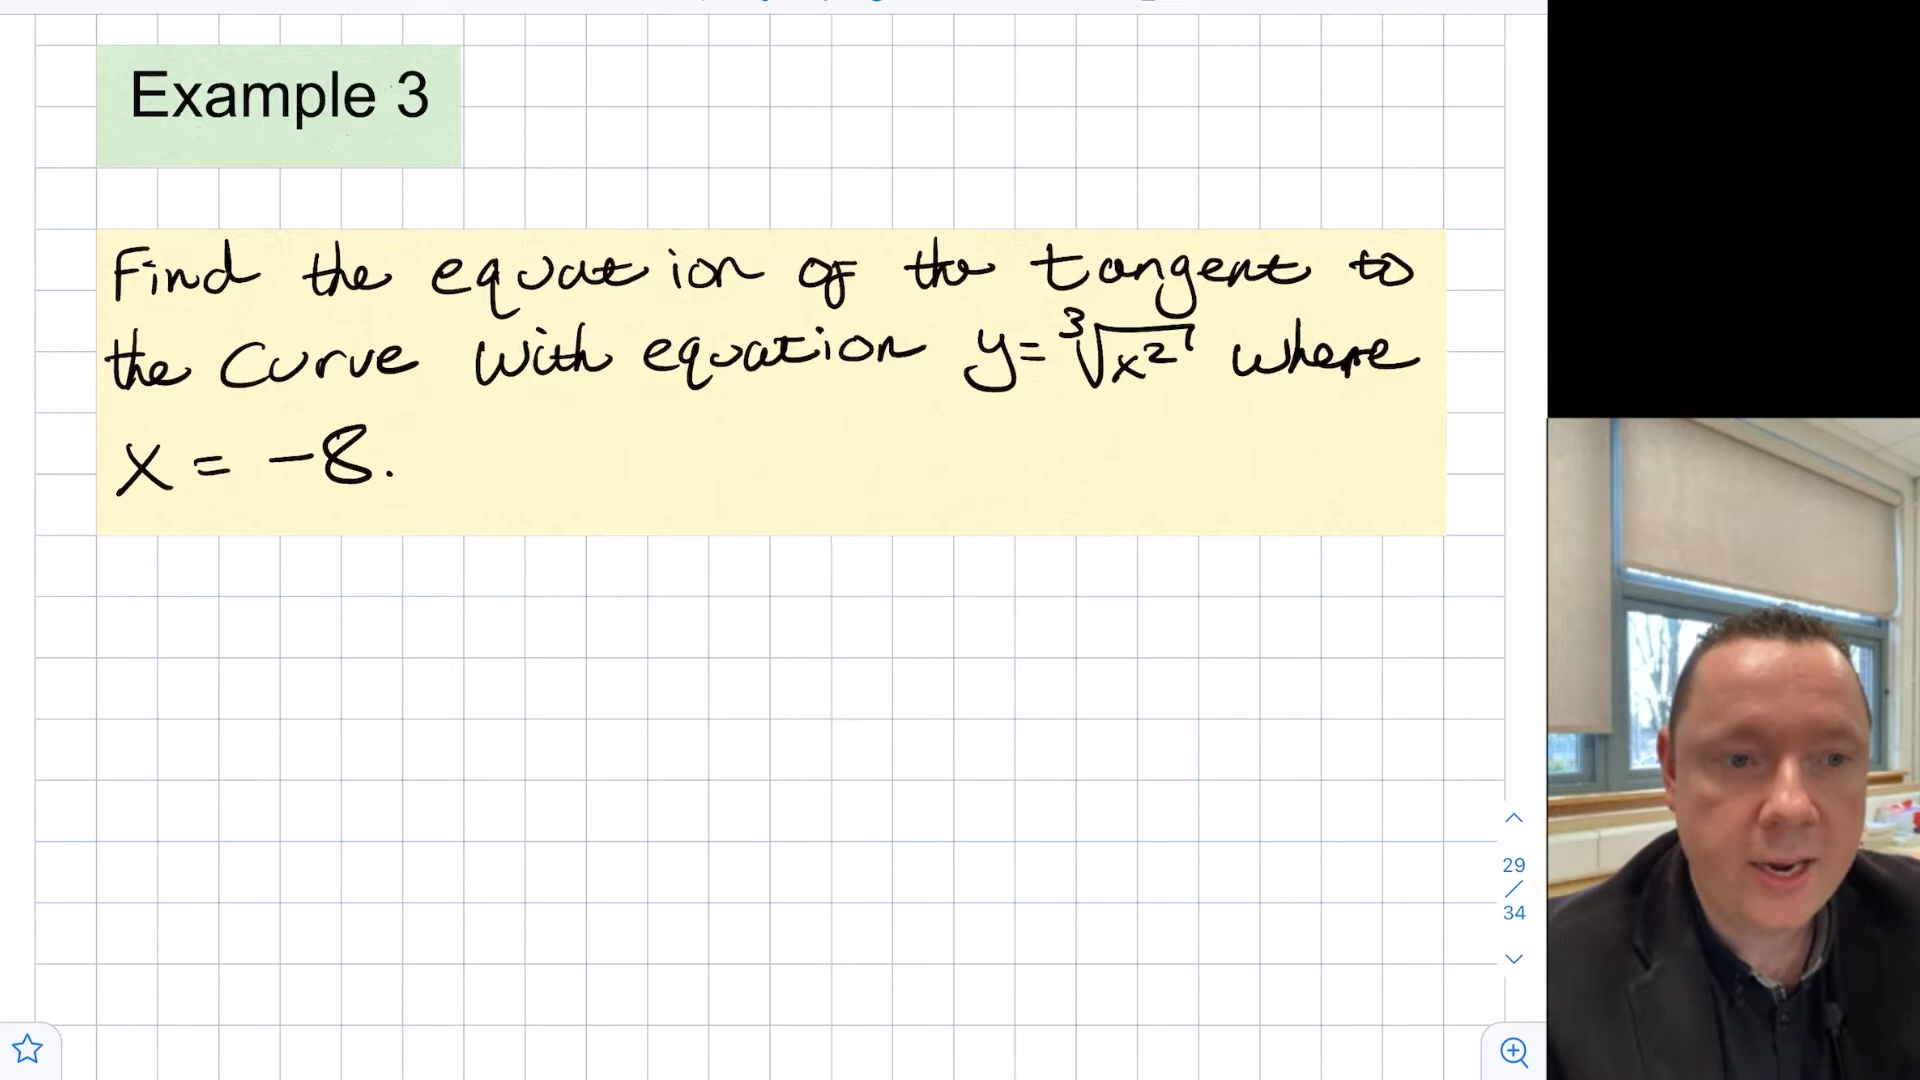 Example 3
Find the equation of the tangent to
the curve with equation y=∛x² where
x = -8.
29
/
34